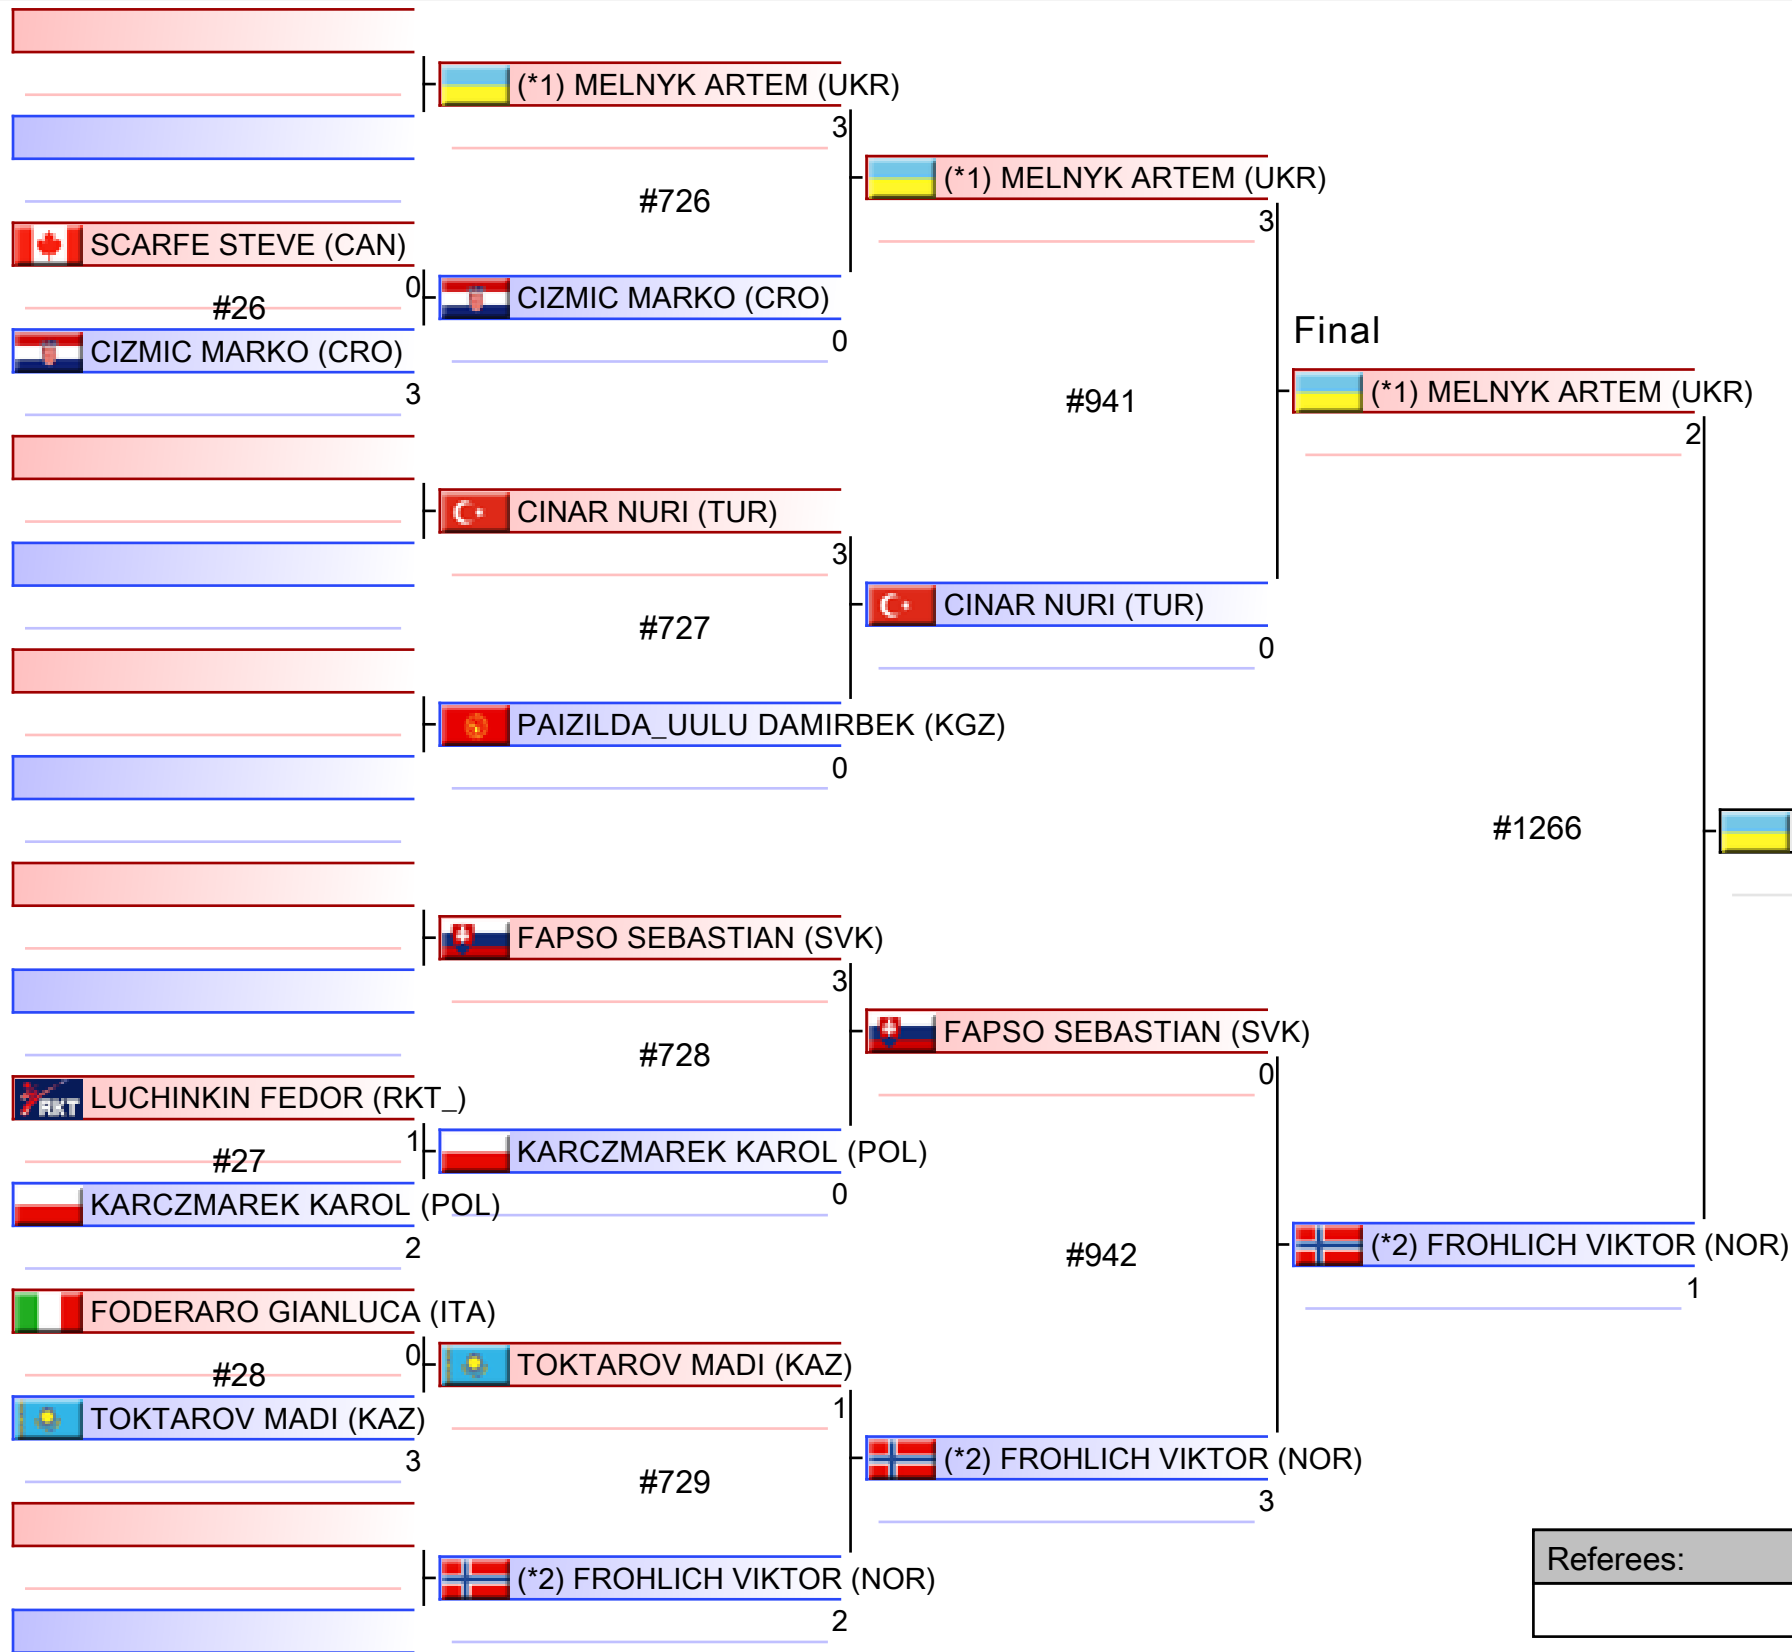 (*1) MELNYK ARTEM (UKR)
3
#726
SCARFE STEVE (CAN)
0
#26
CIZMIC MARKO (CRO)
3
CIZMIC MARKO (CRO)
0
(*1) MELNYK ARTEM (UKR)
3
#941
Final
(*1) MELNYK ARTEM (UKR)
2
CINAR NURI (TUR)
3
#727
CINAR NURI (TUR)
0
PAIZILDA_UULU DAMIRBEK (KGZ)
0
#1266
FAPSO SEBASTIAN (SVK)
3
#728
FAPSO SEBASTIAN (SVK)
0
LUCHINKIN FEDOR (RKT_)
RKT
1
#27
KARCZMAREK KAROL (POL)
2
KARCZMAREK KAROL (POL)
0
#942
(*2) FROHLICH VIKTOR (NOR)
1
FODERARO GIANLUCA (ITA)
0
#28
TOKTAROV MADI (KAZ)
3
TOKTAROV MADI (KAZ)
1
#729
(*2) FROHLICH VIKTOR (NOR)
3
(*2) FROHLICH VIKTOR (NOR)
2
Referees: